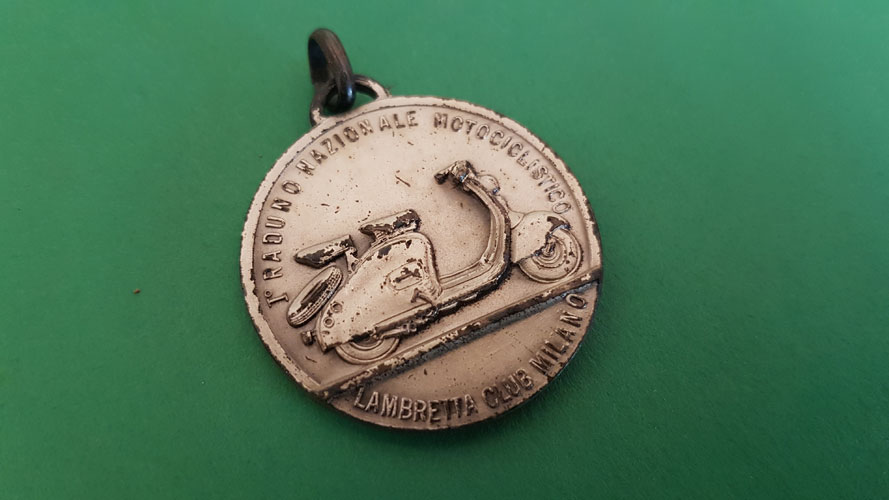 I° RADUNO NAZIONALE MOTOCICLISTICO
LAMBRETTA CLUB MILANO